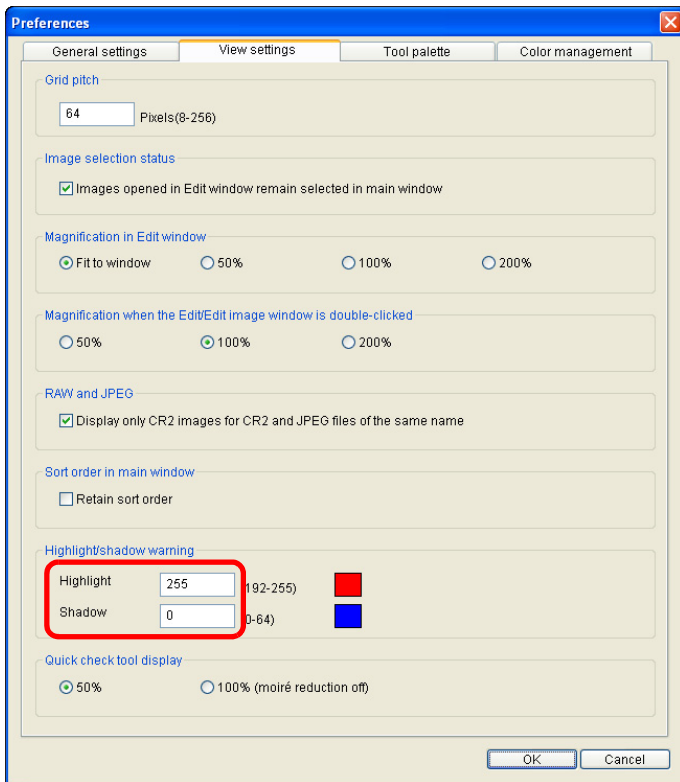 Preferences
General settings View settings Tool palette Color management
Grid pitch
64 Pixels(8-256)
Image selection status
Images opened in Edit window remain selected in main window
Magnification in Edit window
Fit to window 50% 100% 200%
Magnification when the Edit/Edit image window is double-clicked
50% 100% 200%
RAW and JPEG
Display only CR2 images for CR2 and JPEG files of the same name
Sort order in main window
Retain sort order
Highlight/shadow warning
Highlight 255 192-255)
Shadow 0 0-64)
Quick check tool display
50% 100% (moiré reduction off)
OK Cancel